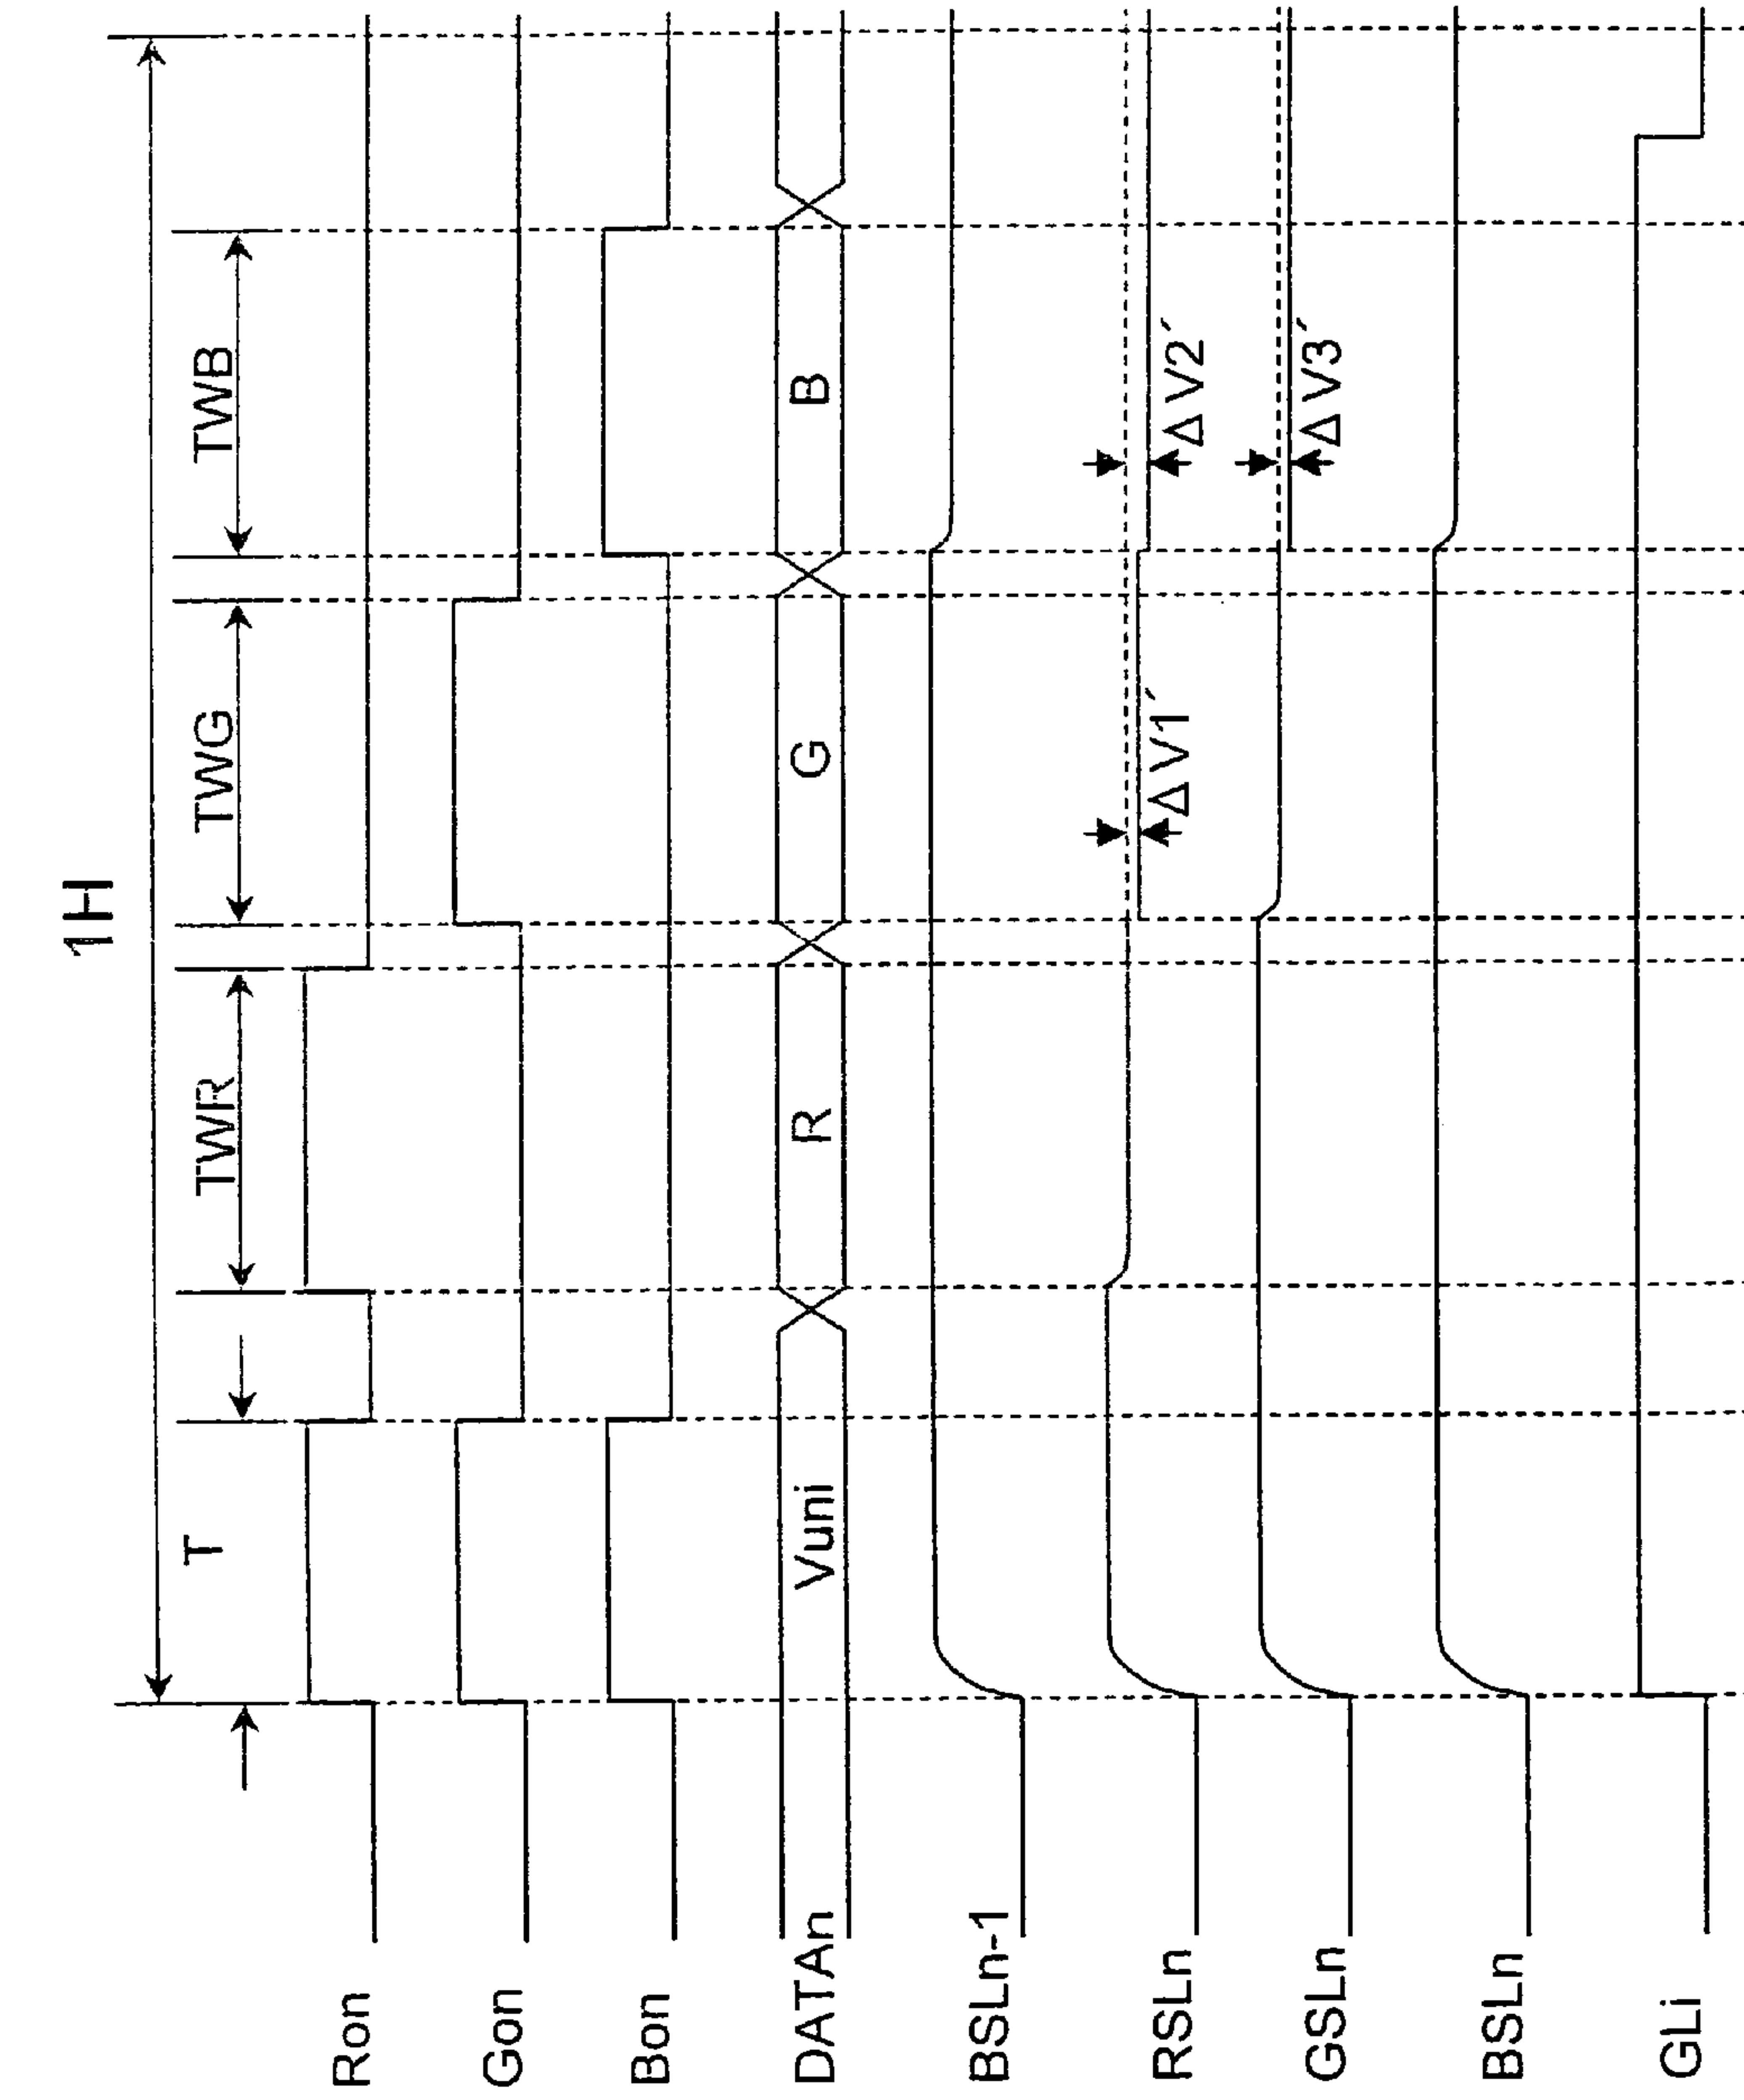 1H
T
TWR
TWG
TWB
Ron
Gon
Bon
DATAn
Vuni
R
G
B
BSLn-1
RSLn
ΔV1´
ΔV2´
GSLn
ΔV3´
BSLn
GLi